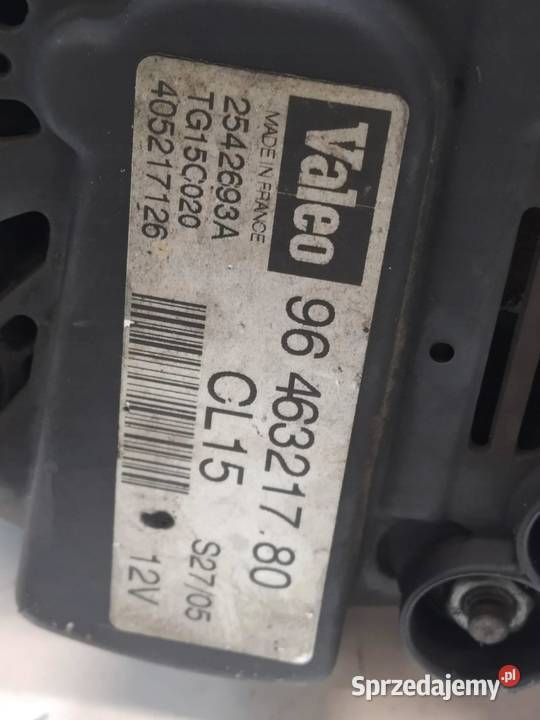 Valeo
96 463217.80
MADE IN FRANCE
2542693A
TG15C020
405217126
CL15
S27/05
12V
Sprzedajemy.pl